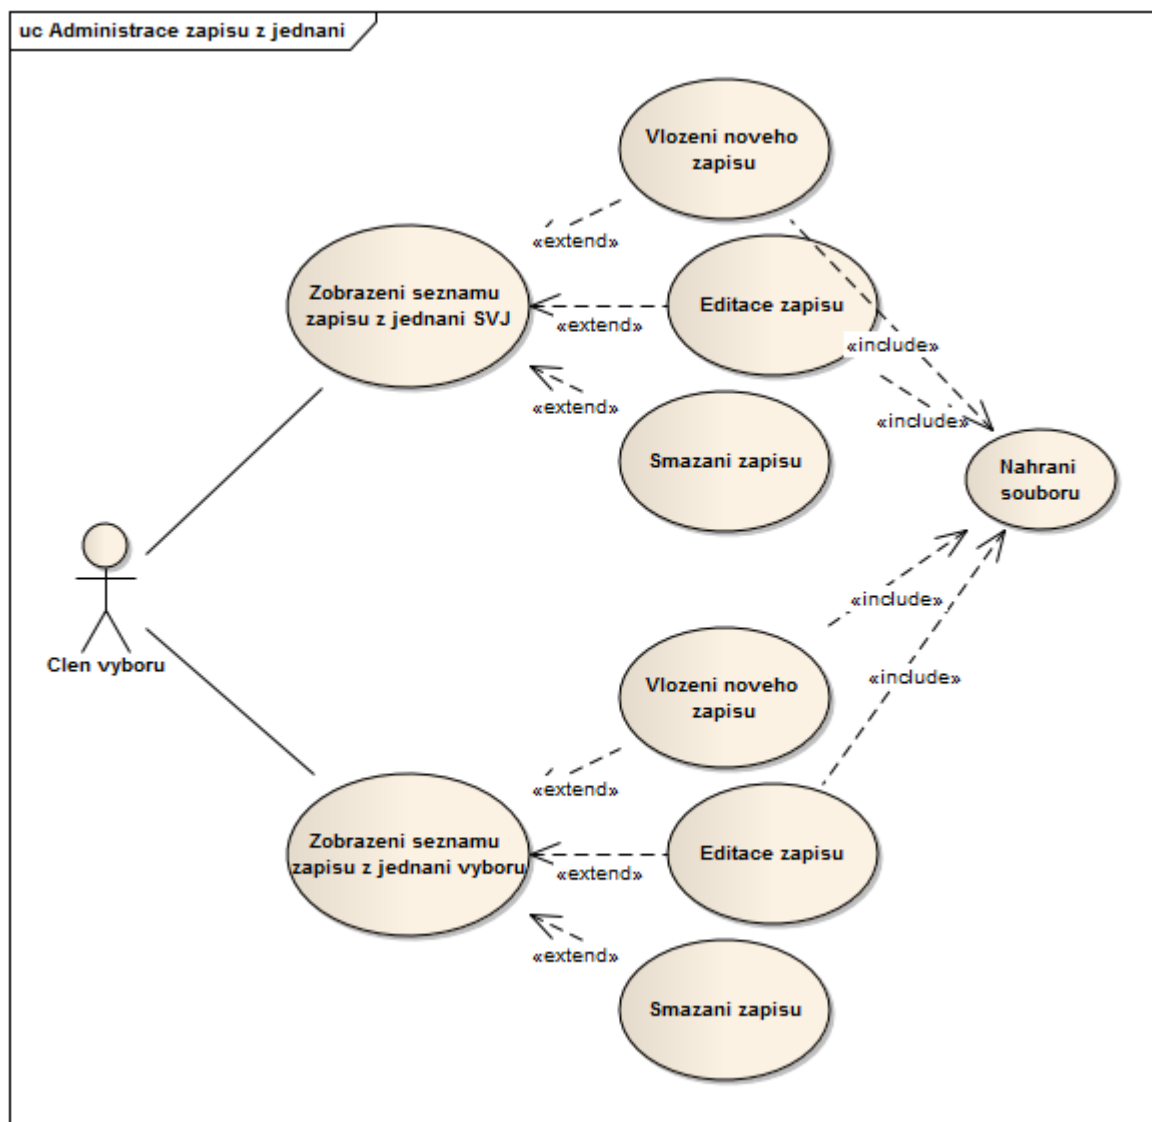 uc Administrace zapisu z jednani
Vlozeni noveho
zapisu
«extend»
Zobrazeni seznamu
zapisu z jednani SVJ
Editace zapisu
«extend»
«include»
«extend»
«include»
Smazani zapisu
Nahrani
souboru
Clen vyboru
«include»
Vlozeni noveho
zapisu
«include»
«extend»
Zobrazeni seznamu
zapisu z jednani vyboru
Editace zapisu
«extend»
«extend»
Smazani zapisu